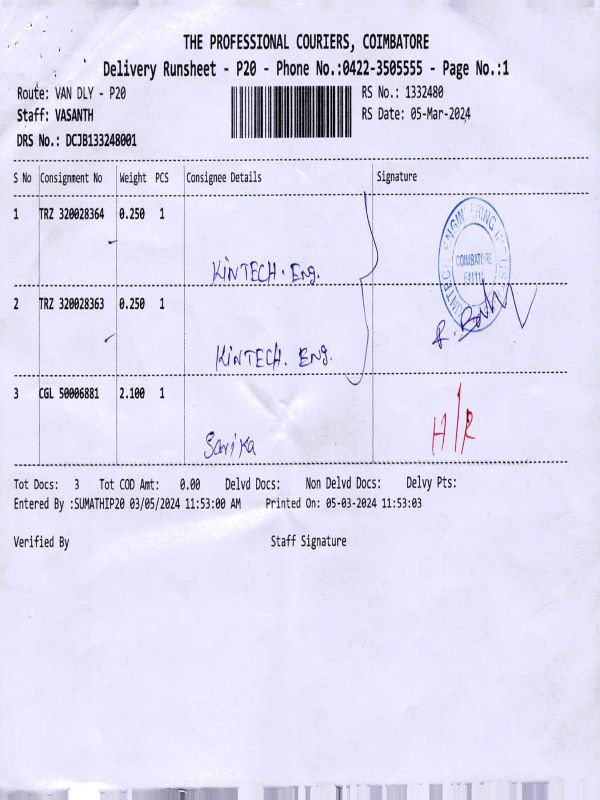 THE PROFESSIONAL COURIERS, COIMBATORE
Delivery Runsheet - P20 - Phone No.:0422-3505555 - Page No.:1
Route: VAN DLY - P20 RS No.: 1332480
Staff: VASANTH RS Date: 05-Mar-2024
DRS No.: DCJB133248001
S No Consignment No Weight PCS Consignee Details Signature
1 TRZ 320028364 0.250 1
KiNTECH. Eng.
COIMBATORE
2 TRZ 320028363 0.250 1
KiNTECH. Eng.
3 CGL 50006881 2.100 1
Sarika
H/R
Tot Docs: 3 Tot COD Amt: 0.00 Delvd Docs: Non Delvd Docs: Delvy Pts:
Entered By :SUMATHIP20 03/05/2024 11:53:00 AM Printed On: 05-03-2024 11:53:03
Verified By Staff Signature